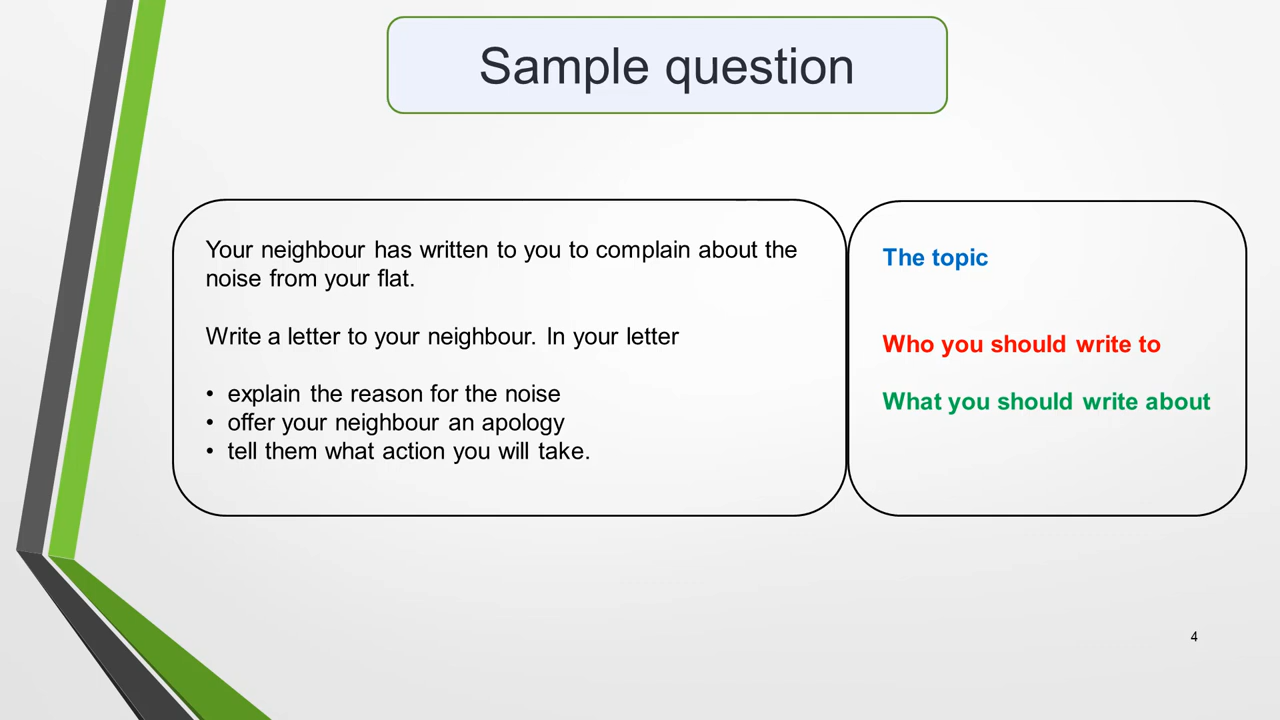 Sample question
Your neighbour has written to you to complain about the
noise from your flat.
Write a letter to your neighbour. In your letter
• explain the reason for the noise
• offer your neighbour an apology
• tell them what action you will take.
The topic
Who you should write to
What you should write about
4